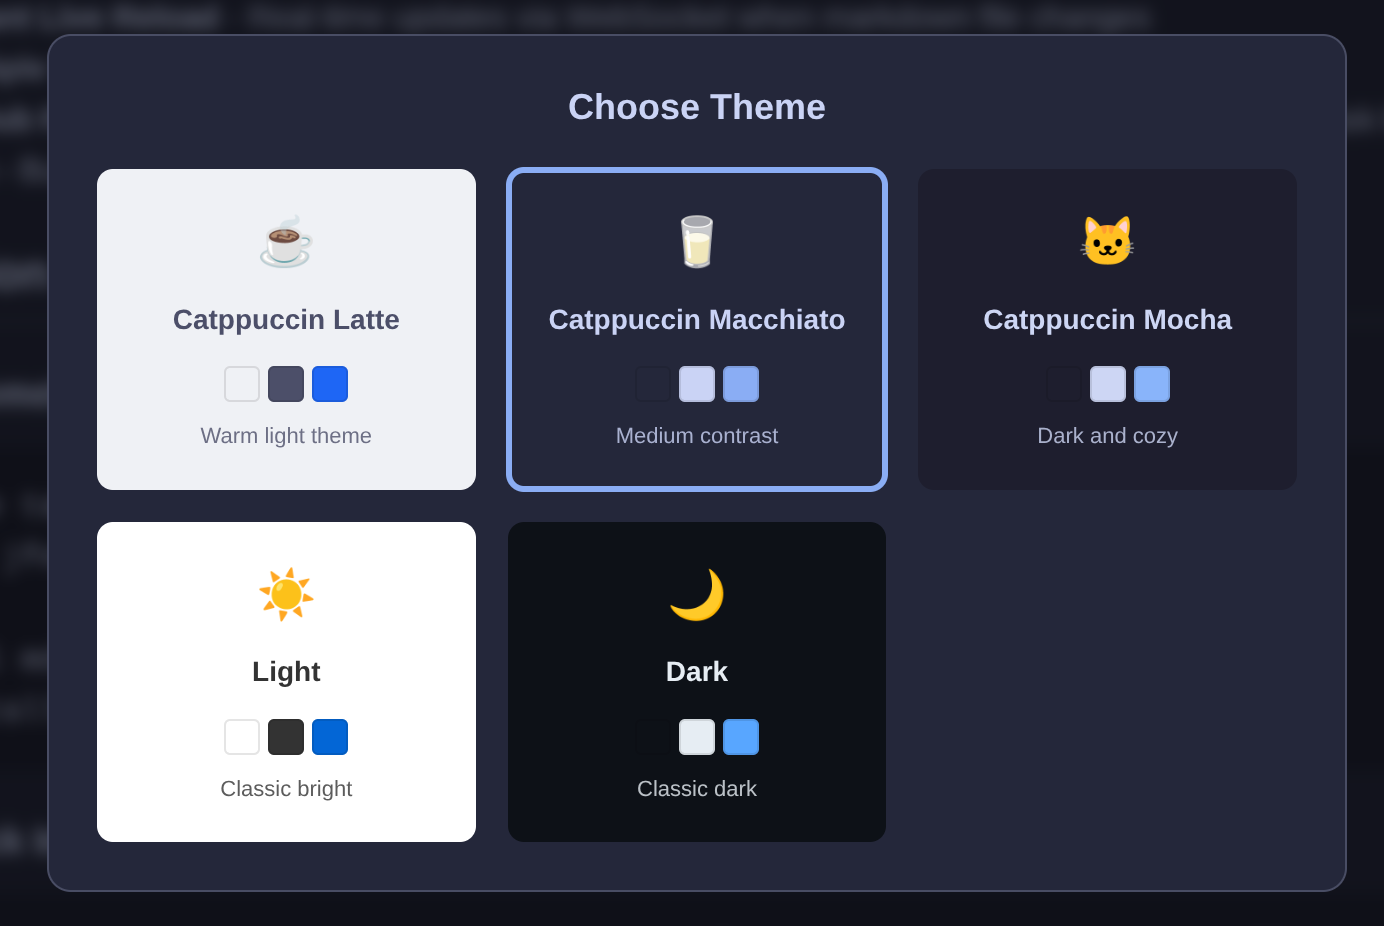 Choose Theme
Catppuccin Latte
Warm light theme
Catppuccin Macchiato
Medium contrast
Catppuccin Mocha
Dark and cozy
Light
Classic bright
Dark
Classic dark